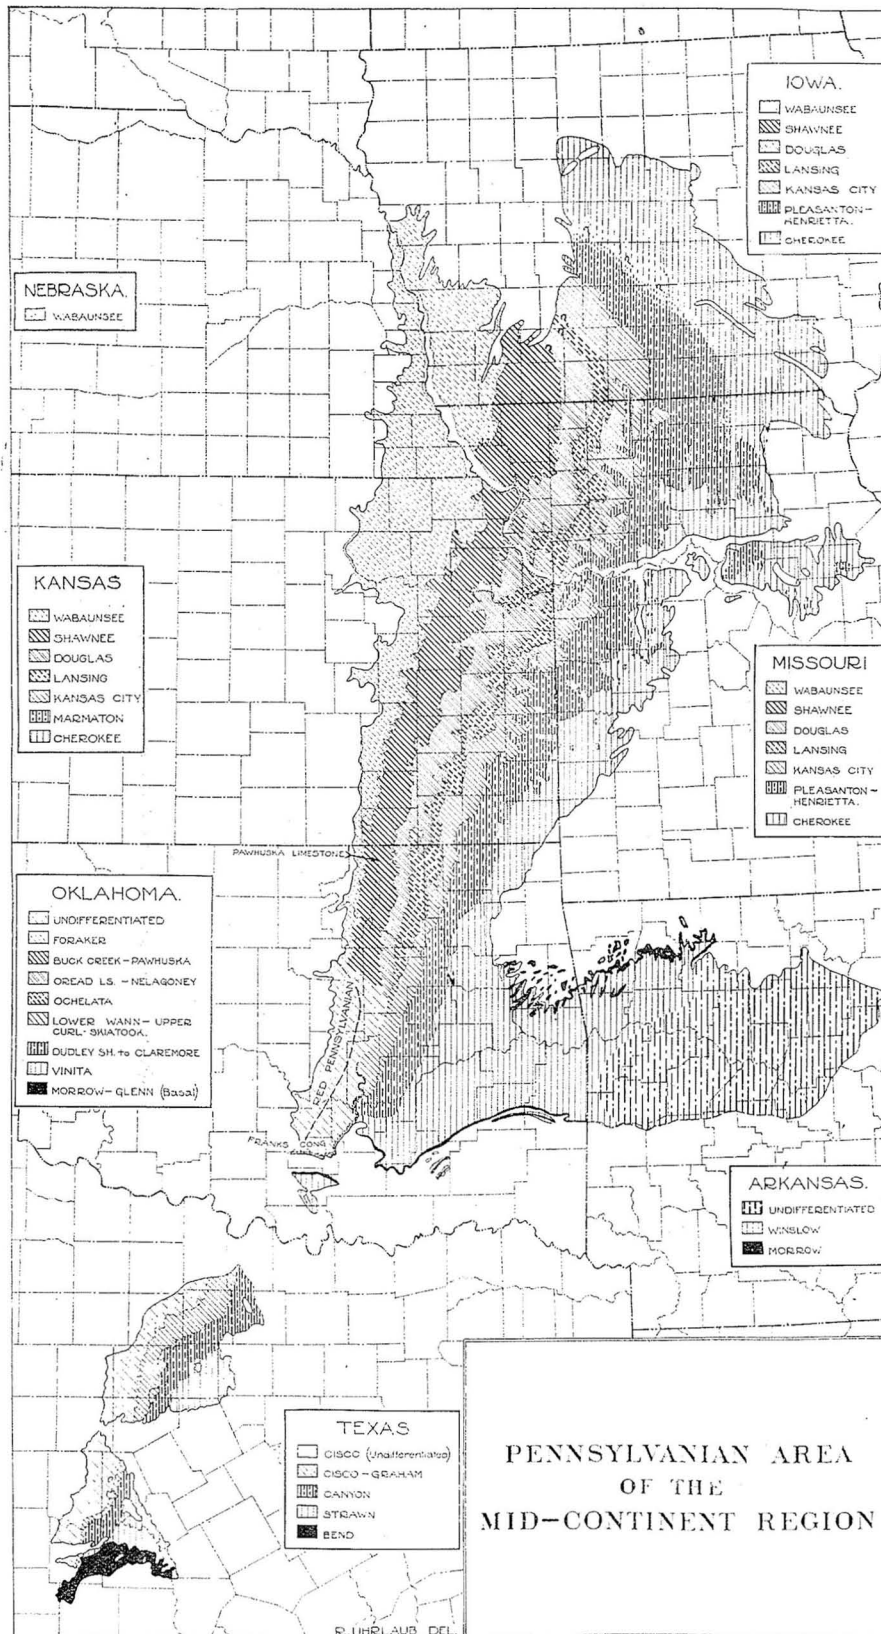 IOWA.
WABAUNSEE
SHAWNEE
DOUGLAS
LANSING
KANSAS CITY
PLEASANTON-
HENRIETTA.
CHEROKEE
NEBRASKA.
WABAUNSEE
KANSAS
WABAUNSEE
SHAWNEE
DOUGLAS
LANSING
KANSAS CITY
MARMATON
CHEROKEE
MISSOURI
WABAUNSEE
SHAWNEE
DOUGLAS
LANSING
KANSAS CITY
PLEASANTON-
HENRIETTA.
CHEROKEE
PAWHUSKA LIMESTONE
OKLAHOMA.
UNDIFFERENTIATED
FORAKER
BUCK CREEK-PAWHUSKA
OREAD LS. - NELAGONEY
OCHELATA
LOWER WANN- UPPER
CURL- SKIATOOK.
DUDLEY SH. to CLAREMORE
VINITA
MORROW-GLENN (Basal)
RED PENNSYLVANIAN
FRANKS CONG
ARKANSAS.
UNDIFFERENTIATED
WINSLOW
MORROW
TEXAS
CISCO (Undifferentiated)
CISCO-GRAHAM
CANYON
STRAWN
BEND
PENNSYLVANIAN AREA
OF THE
MID-CONTINENT REGION
R. UHRLAUB DEL.